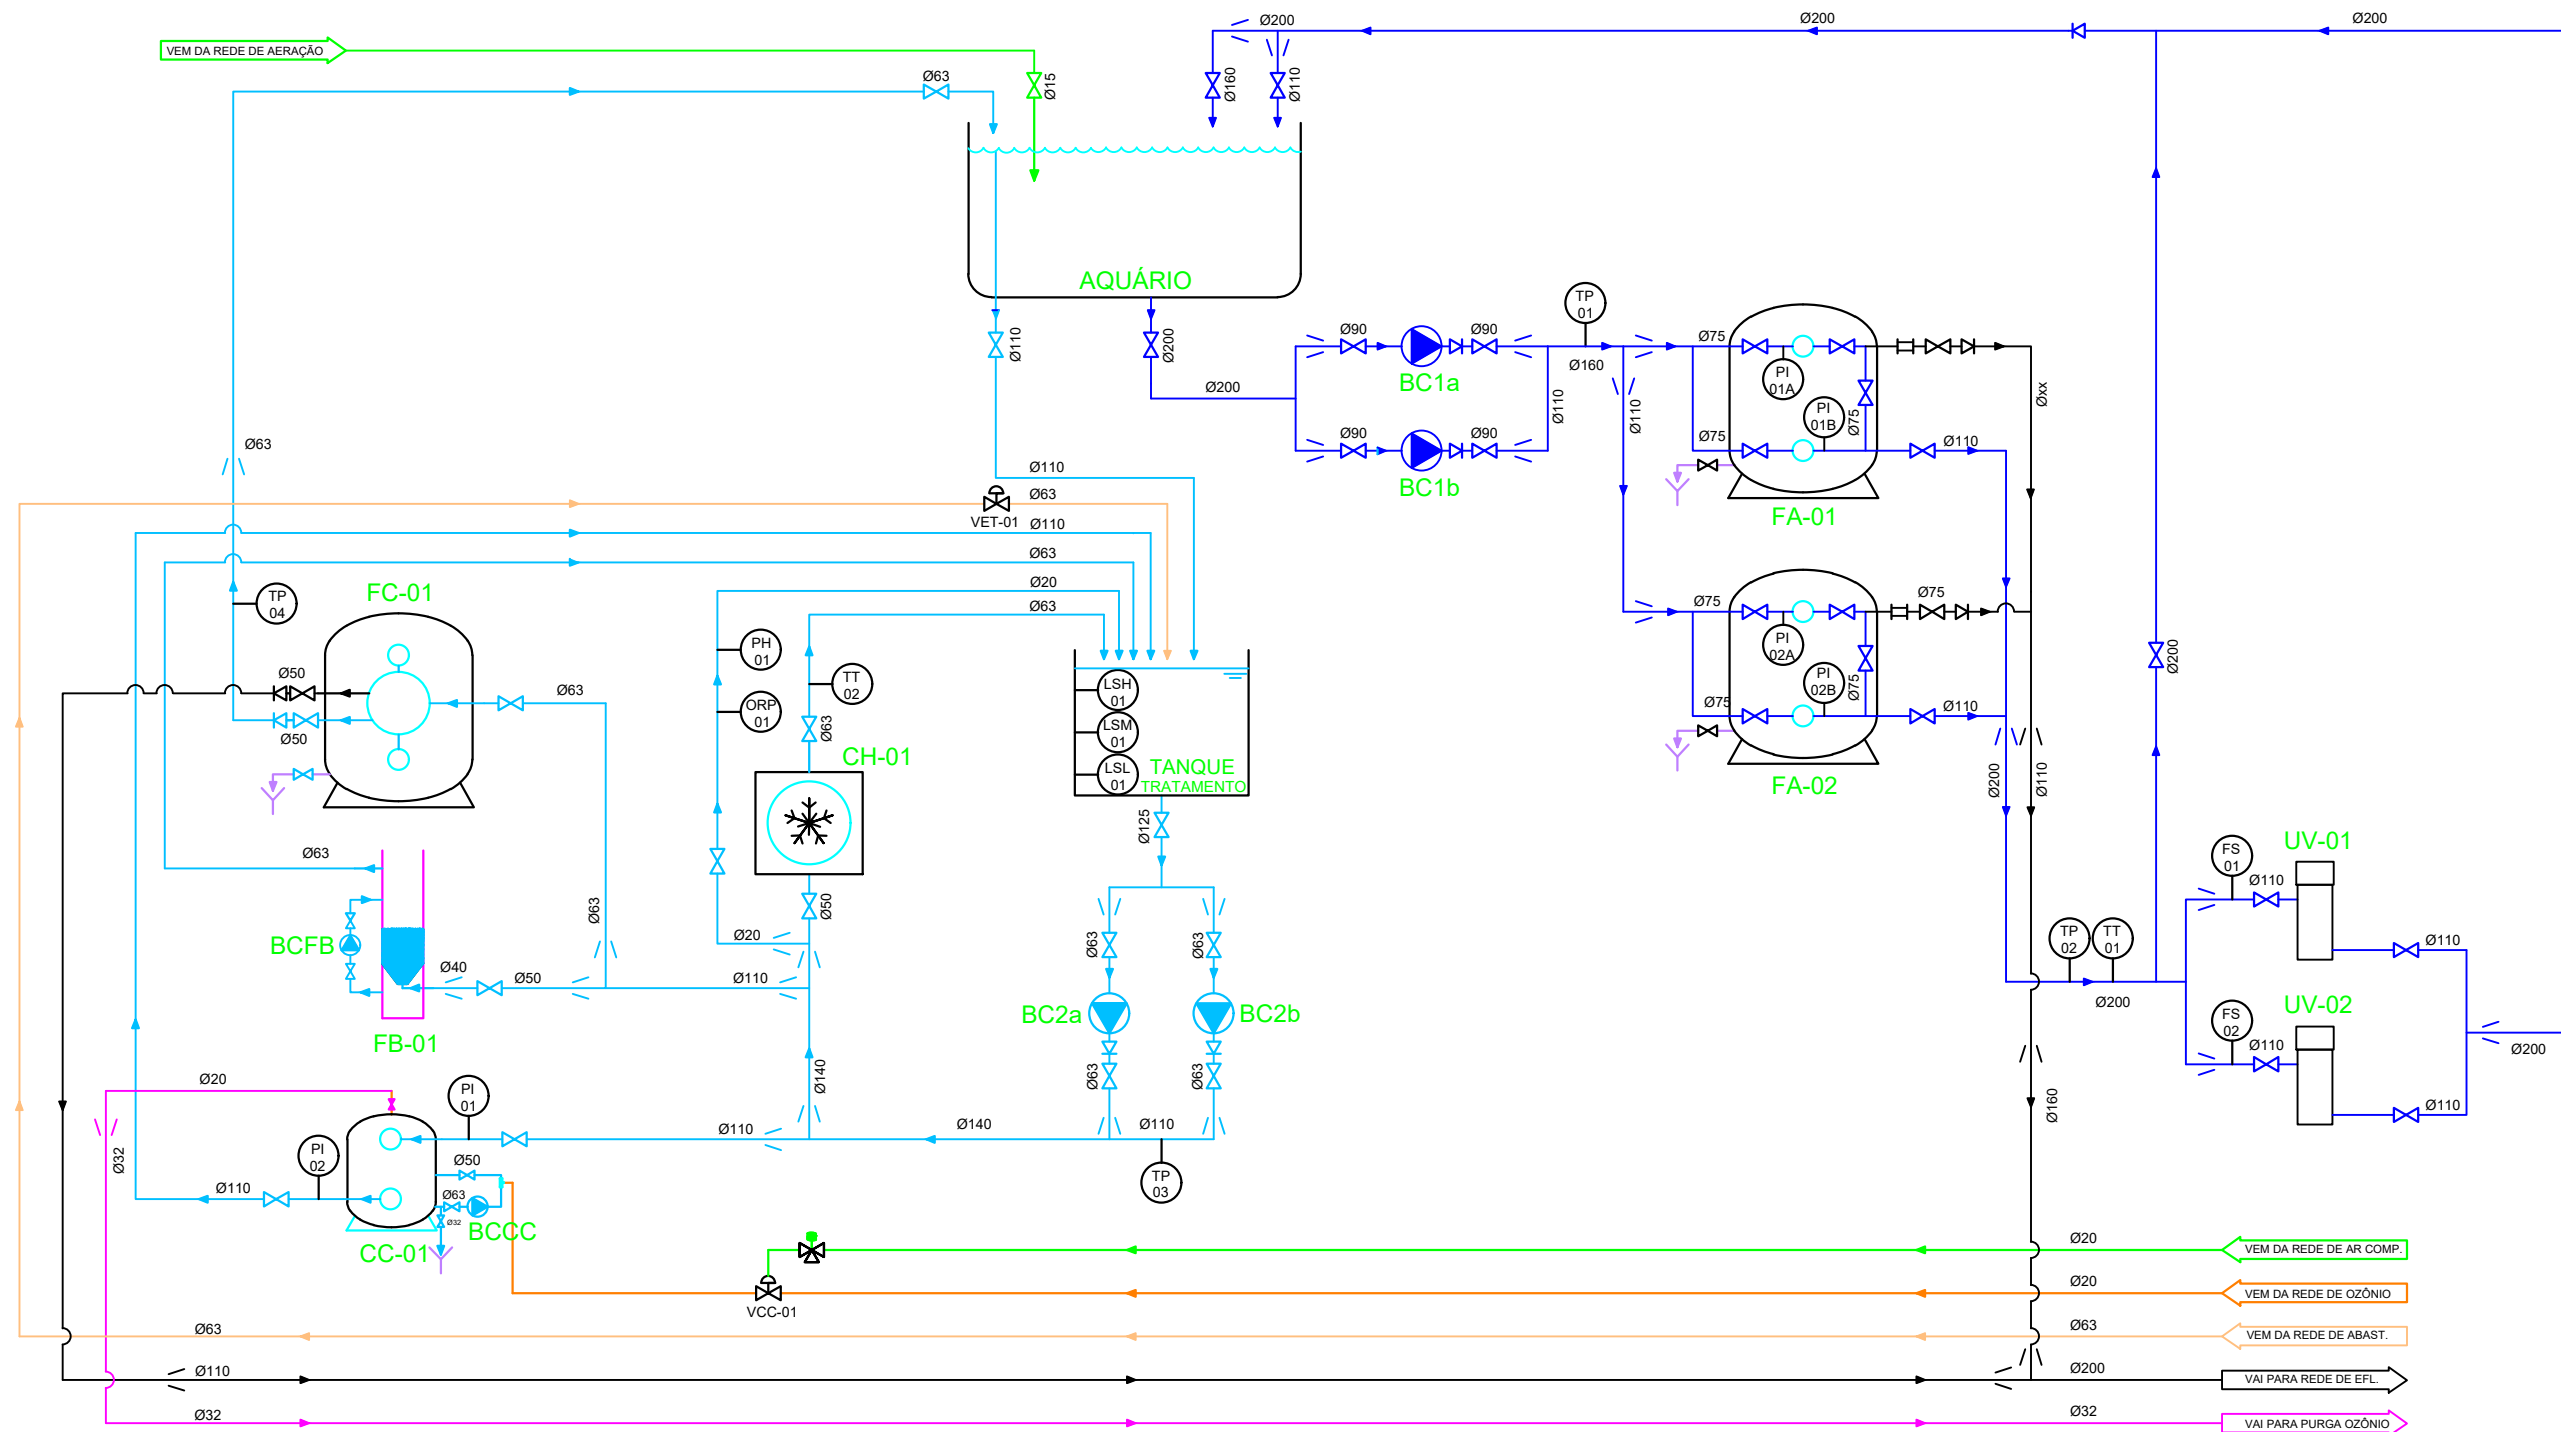 Ø200
Ø200
Ø200
VEM DA REDE DE AERAÇÃO
Ø63
Ø15
Ø160
Ø110
AQUÁRIO
TP
01
Ø110
Ø200
Ø90
Ø90
BC1a
Ø160
Ø200
Ø110
Ø110
Ø90
Ø90
BC1b
Ø75
PI
01A
PI
01B
Ø75
Ø75
Ø110
FA-01
Øxx
Ø63
Ø110
Ø63
VET-01
Ø110
Ø63
Ø20
Ø63
TP
04
FC-01
Ø50
Ø50
Ø63
PH
01
ORP
01
TT
02
Ø63
CH-01
LSH
01
LSM
01
LSL
01
TANQUE
TRATAMENTO
Ø75
Ø75
PI
02A
PI
02B
Ø75
Ø75
Ø110
FA-02
Ø200
Ø110
Ø200
Ø125
Ø63
BCFB
Ø40
Ø50
Ø63
FB-01
Ø20
Ø50
Ø110
Ø63
Ø63
BC2a
BC2b
Ø63
Ø63
Ø140
TP
02
TT
01
Ø200
FS
01
Ø110
UV-01
Ø110
FS
02
Ø110
UV-02
Ø110
Ø200
Ø160
Ø20
Ø32
PI
01
PI
02
Ø110
Ø50
Ø63
Ø32
BCCC
CC-01
Ø110
Ø140
Ø110
TP
03
VCC-01
Ø20
VEM DA REDE DE AR COMP.
Ø20
VEM DA REDE DE OZÔNIO
Ø63
Ø63
VEM DA REDE DE ABAST.
Ø110
Ø200
VAI PARA REDE DE EFL.
Ø32
Ø32
VAI PARA PURGA OZÔNIO